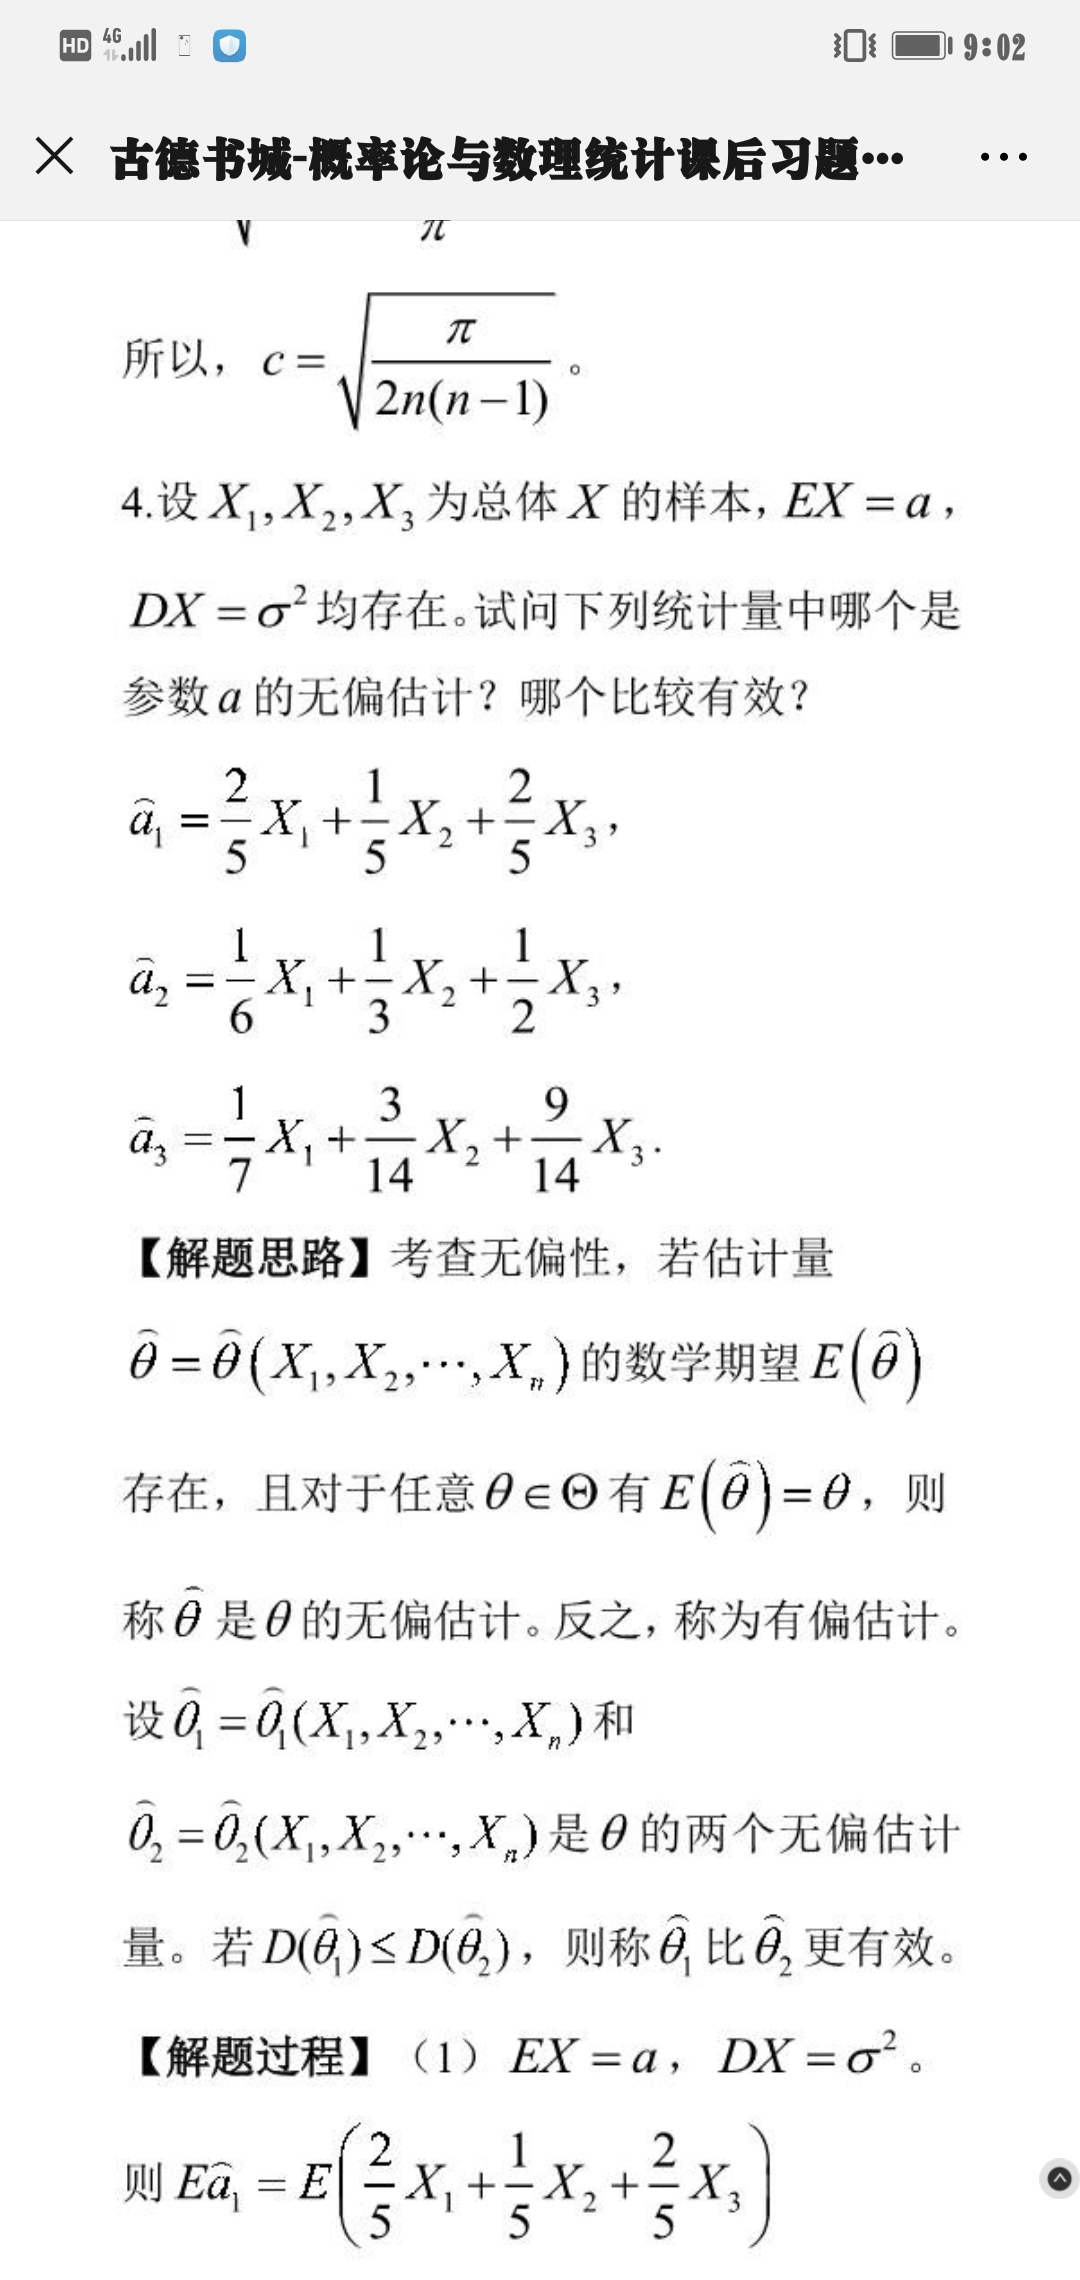 HD 4G 9:02
古德书城-概率论与数理统计课后习题…
π
所以，c = √(π / 2n(n−1)) 。
4.设 X₁, X₂, X₃ 为总体 X 的样本, EX = a ,
DX = σ² 均存在。试问下列统计量中哪个是
参数 a 的无偏估计？哪个比较有效？
â₁ = 2/5 X₁ + 1/5 X₂ + 2/5 X₃ ,
â₂ = 1/6 X₁ + 1/3 X₂ + 1/2 X₃ ,
â₃ = 1/7 X₁ + 3/14 X₂ + 9/14 X₃ .
【解题思路】考查无偏性，若估计量
θ̂ = θ̂(X₁, X₂, ⋯, Xₙ) 的数学期望 E(θ̂)
存在，且对于任意 θ ∈ Θ 有 E(θ̂) = θ ，则
称 θ̂ 是 θ 的无偏估计。反之，称为有偏估计。
设 θ̂₁ = θ̂₁(X₁, X₂, ⋯, Xₙ) 和
θ̂₂ = θ̂₂(X₁, X₂, ⋯, Xₙ) 是 θ 的两个无偏估计
量。若 D(θ̂₁) ≤ D(θ̂₂) ，则称 θ̂₁ 比 θ̂₂ 更有效。
【解题过程】（1） EX = a ， DX = σ² 。
则 Eâ₁ = E(2/5 X₁ + 1/5 X₂ + 2/5 X₃)